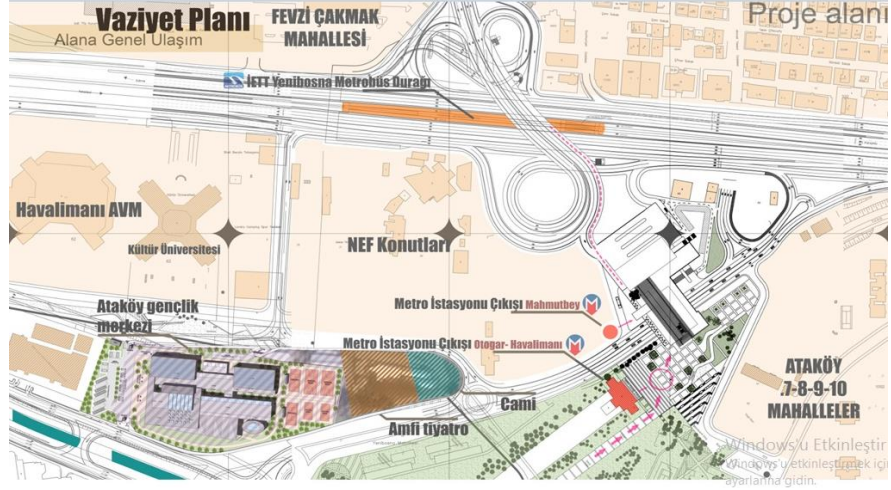 Vaziyet Planı
Alana Genel Ulaşım
FEVZİ ÇAKMAK
MAHALLESİ
Proje alanı
İETT Yenibosna Metrobüs Durağı
Havalimanı AVM
Kültür Üniversitesi
NEF Konutları
Metro İstasyonu Çıkışı Mahmutbey M
Ataköy gençlik
merkezi
Metro İstasyonu Çıkışı Otogar- Havalimanı M
ATAKÖY
.7-8-9-10
MAHALLELER
Cami
Amfi tiyatro
Windows'u Etkinleştir
Windows'u etkinleştirmek için
ayarlarına gidin.